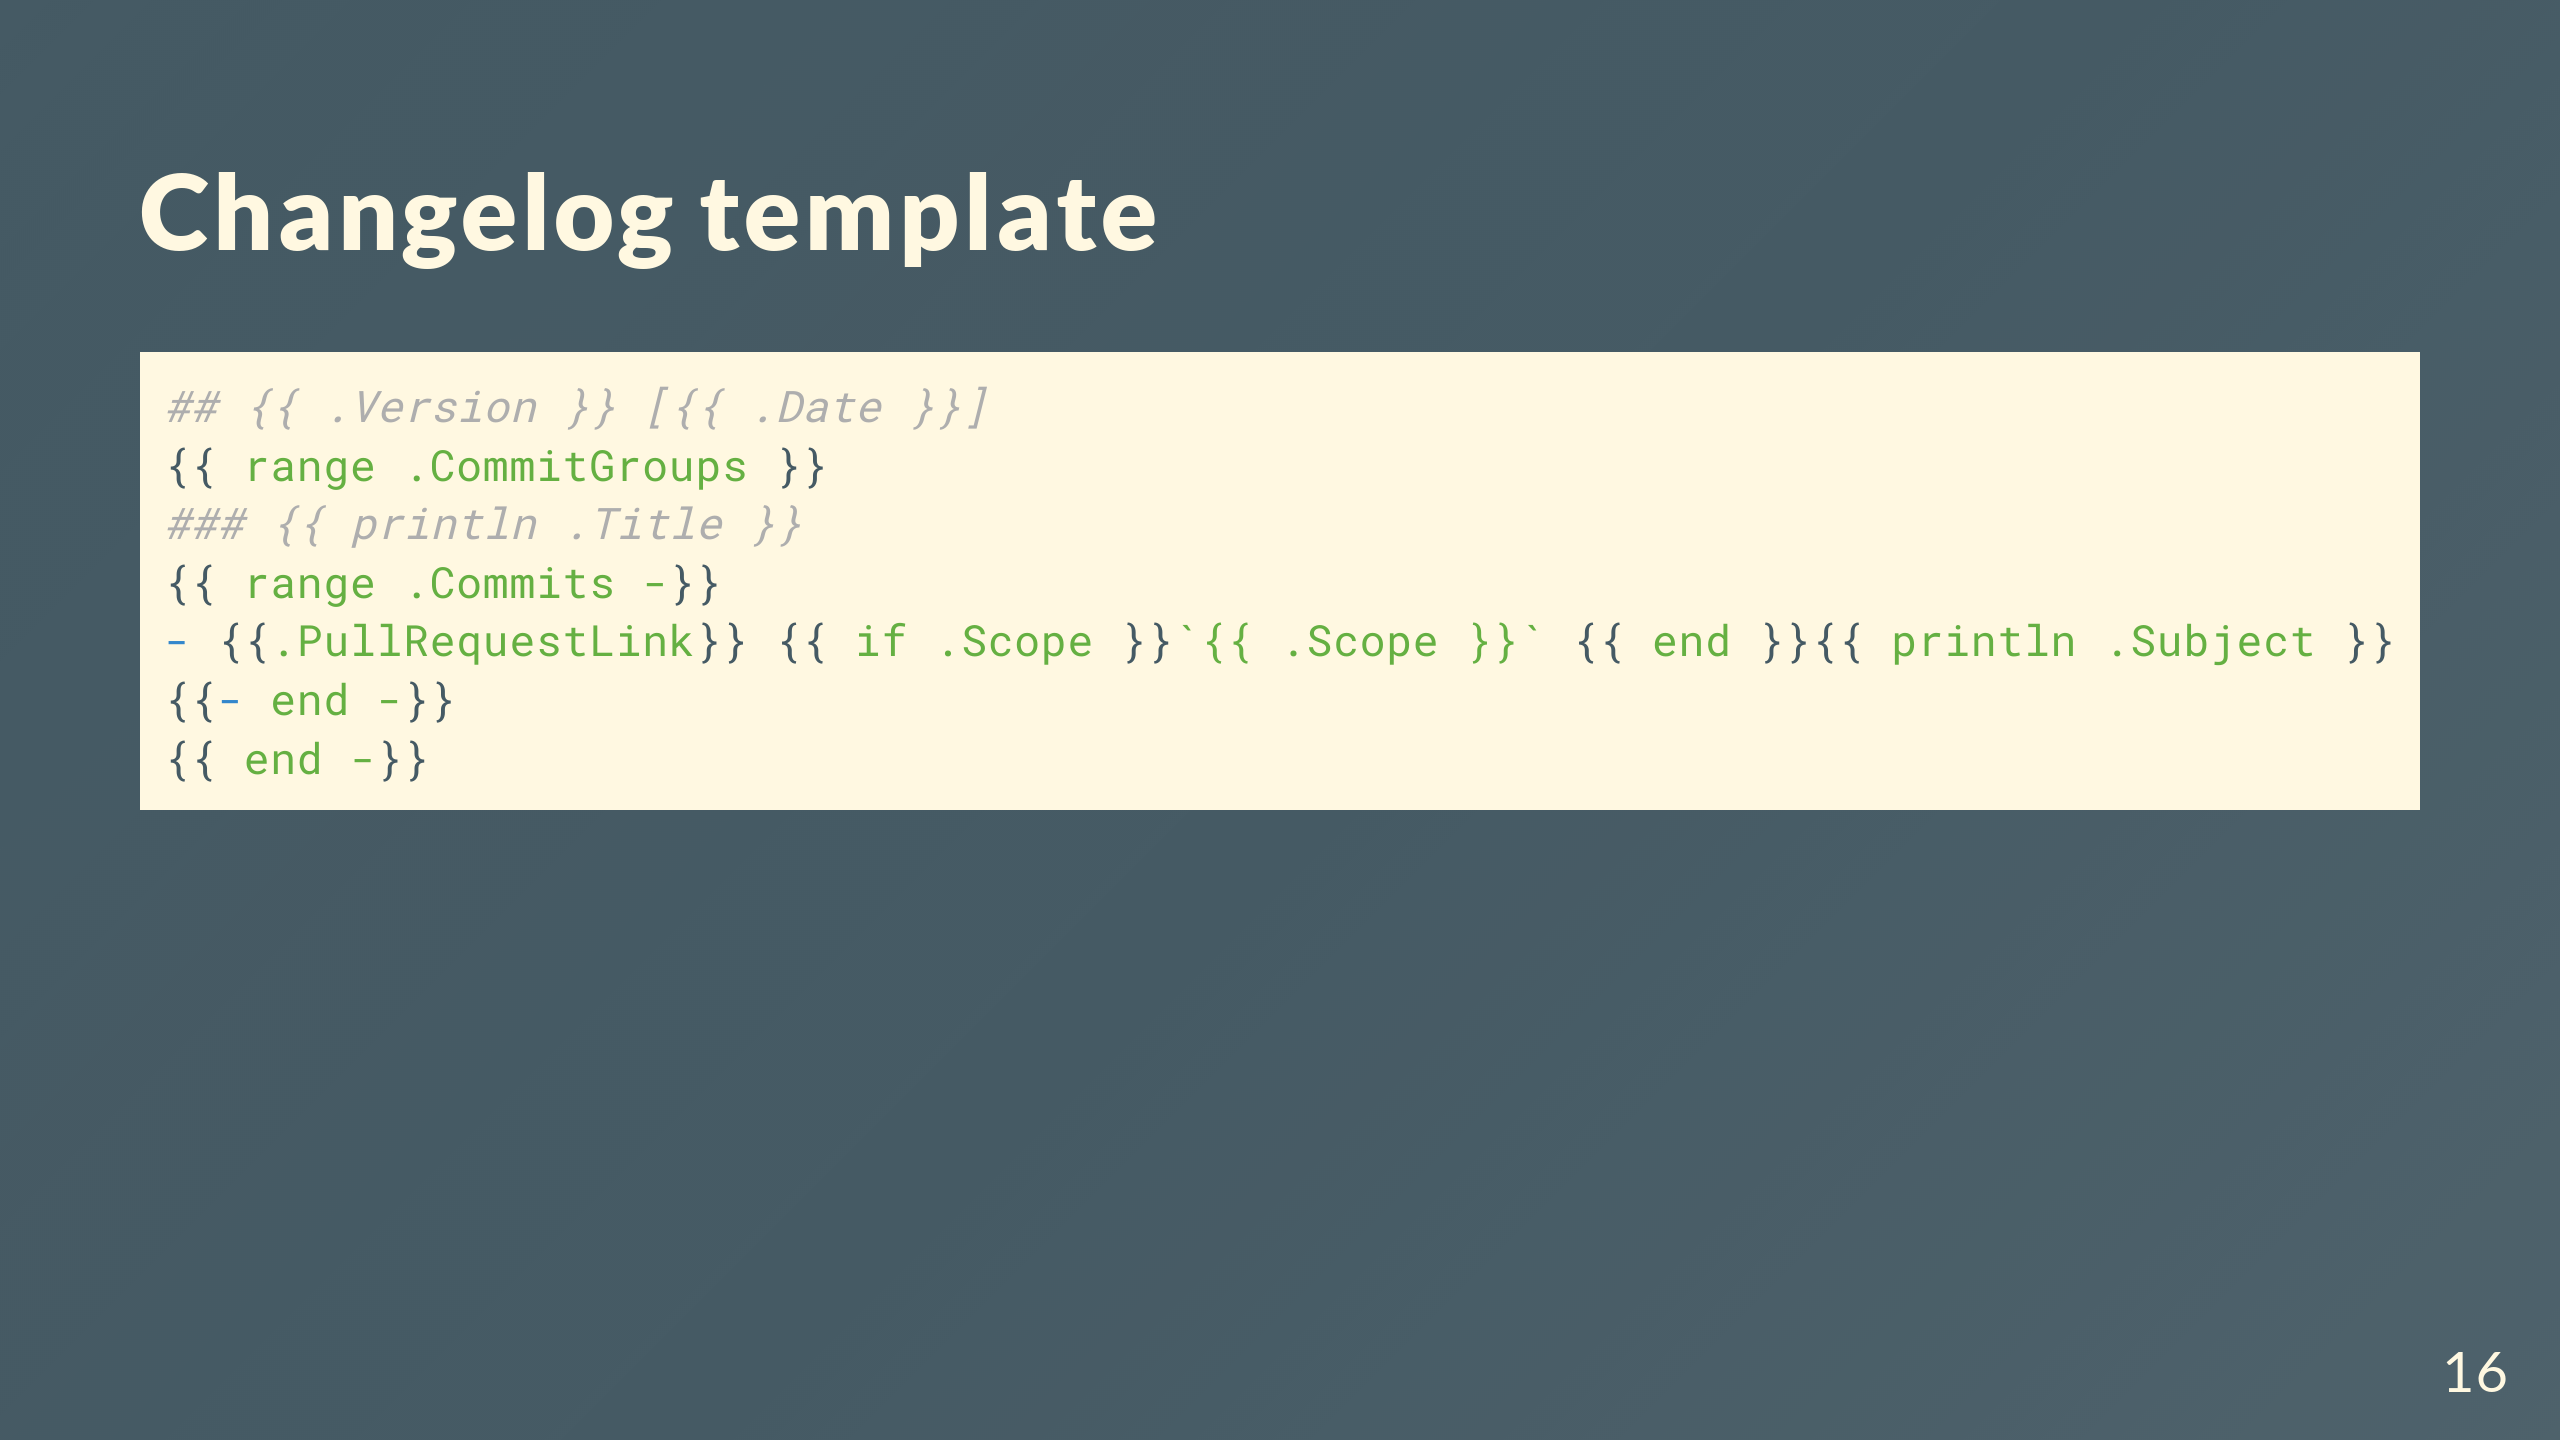 Changelog template
## {{ .Version }} [{{ .Date }}]
{{ range .CommitGroups }}
### {{ println .Title }}
{{ range .Commits -}}
- {{.PullRequestLink}} {{ if .Scope }}`{{ .Scope }}` {{ end }}{{ println .Subject }}
{{- end -}}
{{ end -}}
16